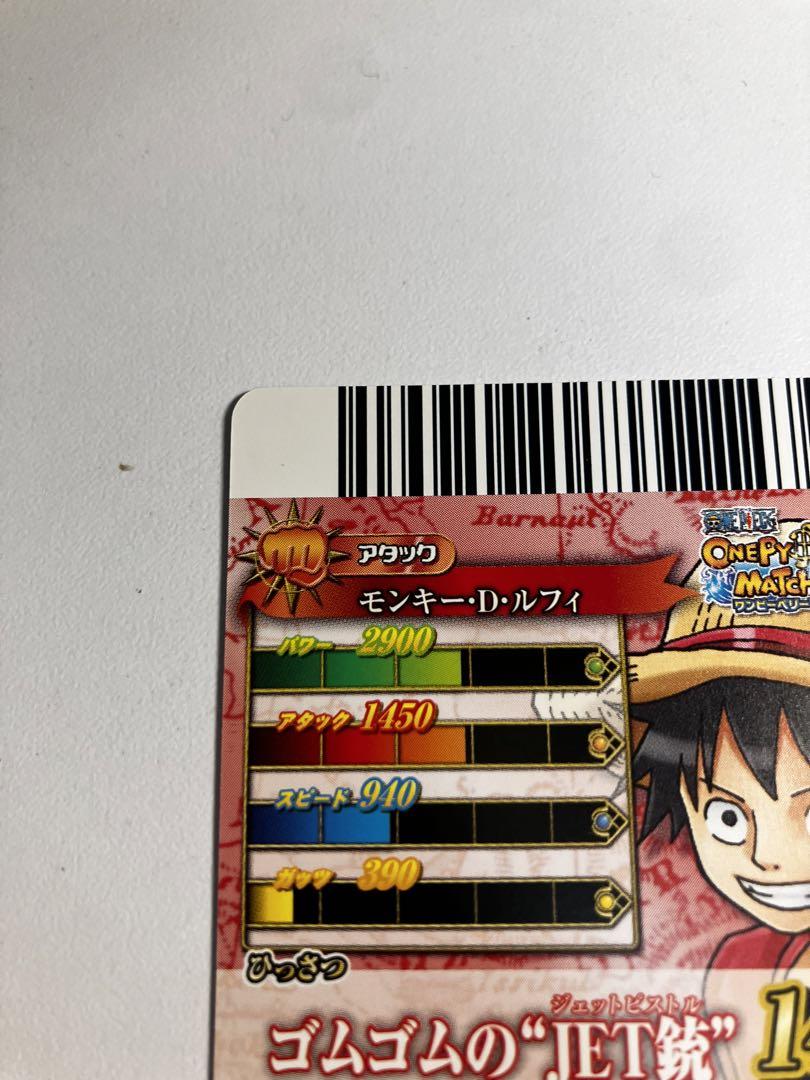 Barnaut
ONE PIECE
アタック
ONEPY
MATCH
モンキー・D・ルフィ
ワンピーベリー
パワー 2900
アタック 1450
スピード 940
ガッツ 390
ひっさつ
ジェットピストル
ゴムゴムの“JET銃”